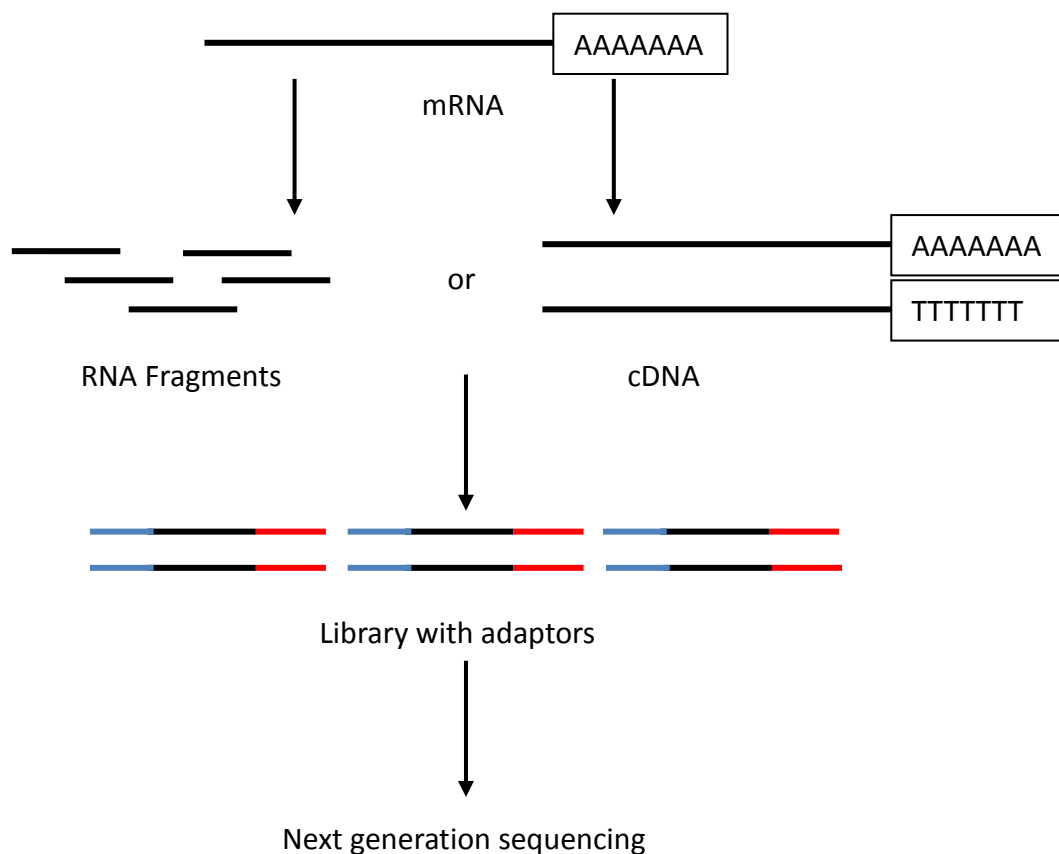 AAAAAAA
mRNA
AAAAAAA
or
TTTTTTT
RNA Fragments
cDNA
Library with adaptors
Next generation sequencing